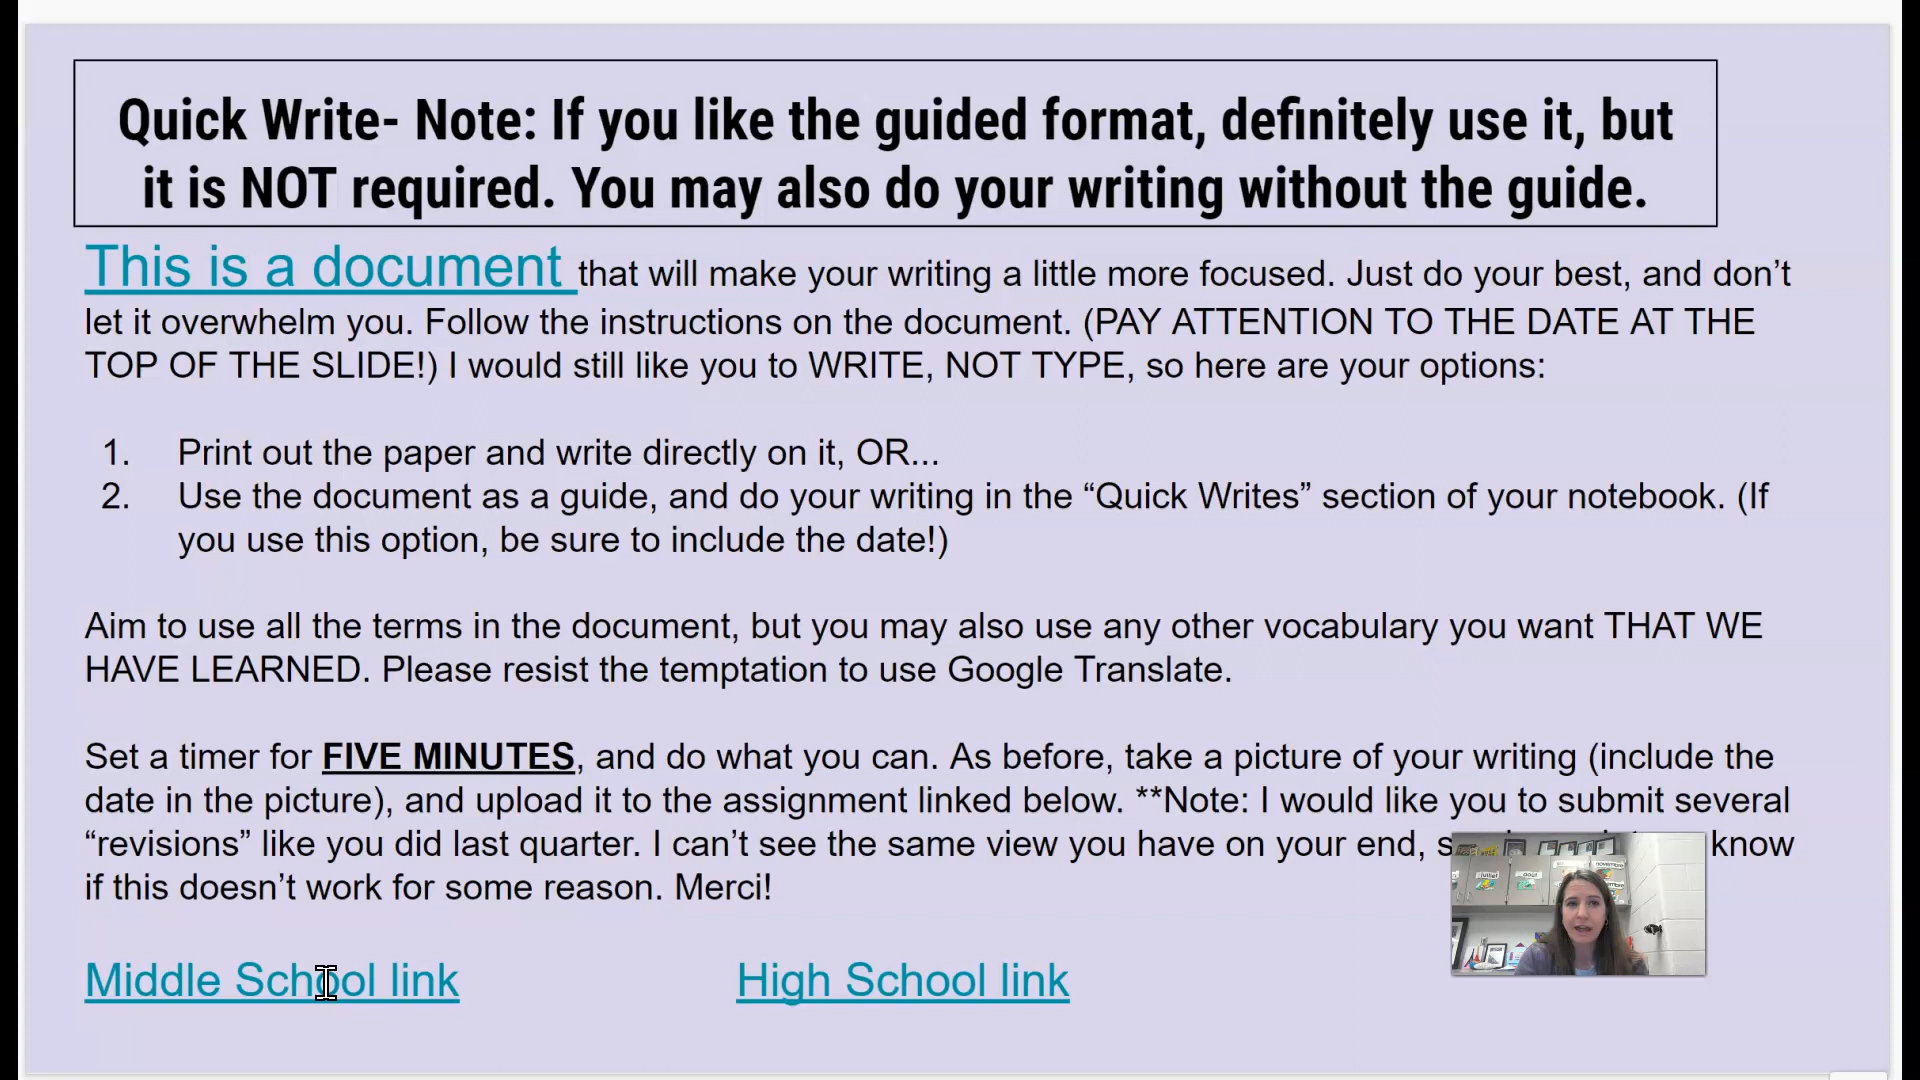 Quick Write- Note: If you like the guided format, definitely use it, but
it is NOT required. You may also do your writing without the guide.
This is a document that will make your writing a little more focused. Just do your best, and don’t
let it overwhelm you. Follow the instructions on the document. (PAY ATTENTION TO THE DATE AT THE
TOP OF THE SLIDE!) I would still like you to WRITE, NOT TYPE, so here are your options:
1. Print out the paper and write directly on it, OR...
2. Use the document as a guide, and do your writing in the “Quick Writes” section of your notebook. (If
you use this option, be sure to include the date!)
Aim to use all the terms in the document, but you may also use any other vocabulary you want THAT WE
HAVE LEARNED. Please resist the temptation to use Google Translate.
Set a timer for FIVE MINUTES, and do what you can. As before, take a picture of your writing (include the
date in the picture), and upload it to the assignment linked below. **Note: I would like you to submit several
“revisions” like you did last quarter. I can’t see the same view you have on your end, know
if this doesn’t work for some reason. Merci!
juillet août novembre
Middle School link High School link